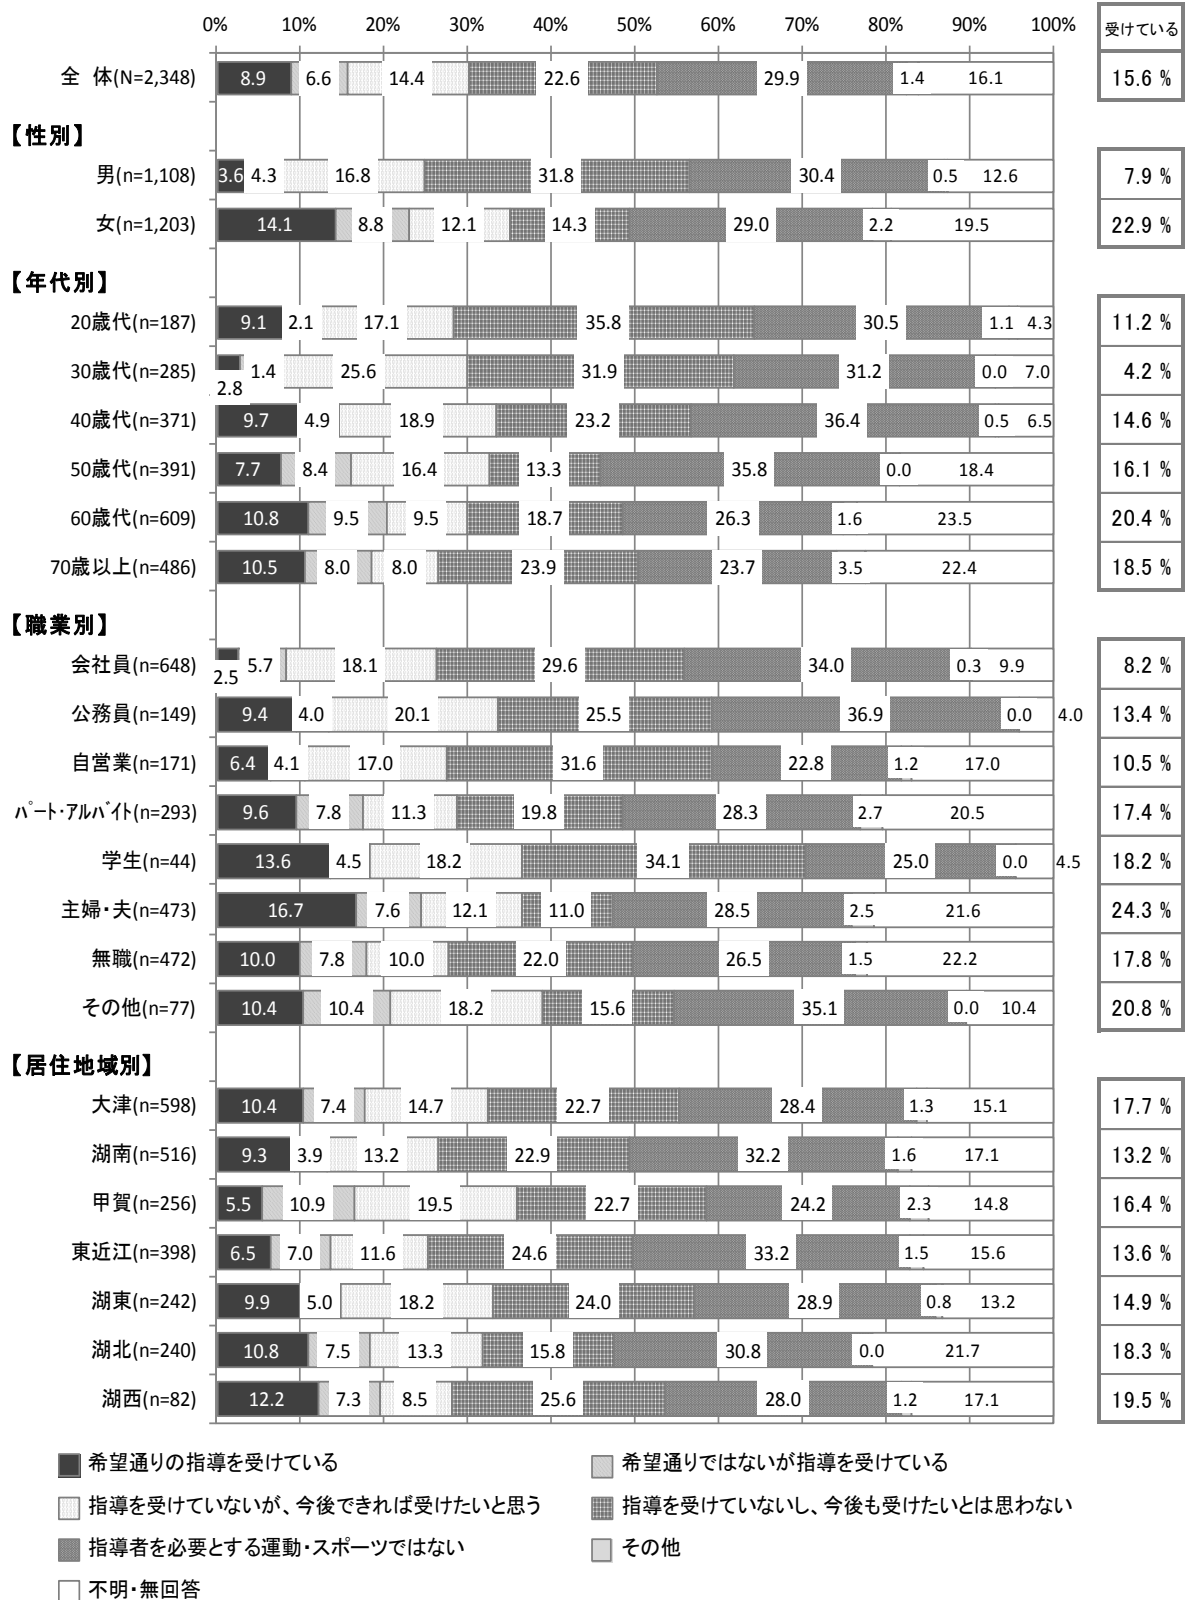 0% 10% 20% 30% 40% 50% 60% 70% 80% 90% 100% 受けている
全 体(N=2,348) 8.9 6.6 14.4 22.6 29.9 1.4 16.1 15.6 %
【性別】
男(n=1,108) 3.6 4.3 16.8 31.8 30.4 0.5 12.6 7.9 %
女(n=1,203) 14.1 8.8 12.1 14.3 29.0 2.2 19.5 22.9 %
【年代別】
20歳代(n=187) 9.1 2.1 17.1 35.8 30.5 1.1 4.3 11.2 %
30歳代(n=285) 2.8 1.4 25.6 31.9 31.2 0.0 7.0 4.2 %
40歳代(n=371) 9.7 4.9 18.9 23.2 36.4 0.5 6.5 14.6 %
50歳代(n=391) 7.7 8.4 16.4 13.3 35.8 0.0 18.4 16.1 %
60歳代(n=609) 10.8 9.5 9.5 18.7 26.3 1.6 23.5 20.4 %
70歳以上(n=486) 10.5 8.0 8.0 23.9 23.7 3.5 22.4 18.5 %
【職業別】
会社員(n=648) 2.5 5.7 18.1 29.6 34.0 0.3 9.9 8.2 %
公務員(n=149) 9.4 4.0 20.1 25.5 36.9 0.0 4.0 13.4 %
自営業(n=171) 6.4 4.1 17.0 31.6 22.8 1.2 17.0 10.5 %
ﾊﾟｰﾄ･ｱﾙﾊﾞｲﾄ(n=293) 9.6 7.8 11.3 19.8 28.3 2.7 20.5 17.4 %
学生(n=44) 13.6 4.5 18.2 34.1 25.0 0.0 4.5 18.2 %
主婦・夫(n=473) 16.7 7.6 12.1 11.0 28.5 2.5 21.6 24.3 %
無職(n=472) 10.0 7.8 10.0 22.0 26.5 1.5 22.2 17.8 %
その他(n=77) 10.4 10.4 18.2 15.6 35.1 0.0 10.4 20.8 %
【居住地域別】
大津(n=598) 10.4 7.4 14.7 22.7 28.4 1.3 15.1 17.7 %
湖南(n=516) 9.3 3.9 13.2 22.9 32.2 1.6 17.1 13.2 %
甲賀(n=256) 5.5 10.9 19.5 22.7 24.2 2.3 14.8 16.4 %
東近江(n=398) 6.5 7.0 11.6 24.6 33.2 1.5 15.6 13.6 %
湖東(n=242) 9.9 5.0 18.2 24.0 28.9 0.8 13.2 14.9 %
湖北(n=240) 10.8 7.5 13.3 15.8 30.8 0.0 21.7 18.3 %
湖西(n=82) 12.2 7.3 8.5 25.6 28.0 1.2 17.1 19.5 %
希望通りの指導を受けている 希望通りではないが指導を受けている
指導を受けていないが、今後できれば受けたいと思う 指導を受けていないし、今後も受けたいとは思わない
指導者を必要とする運動・スポーツではない その他
不明・無回答